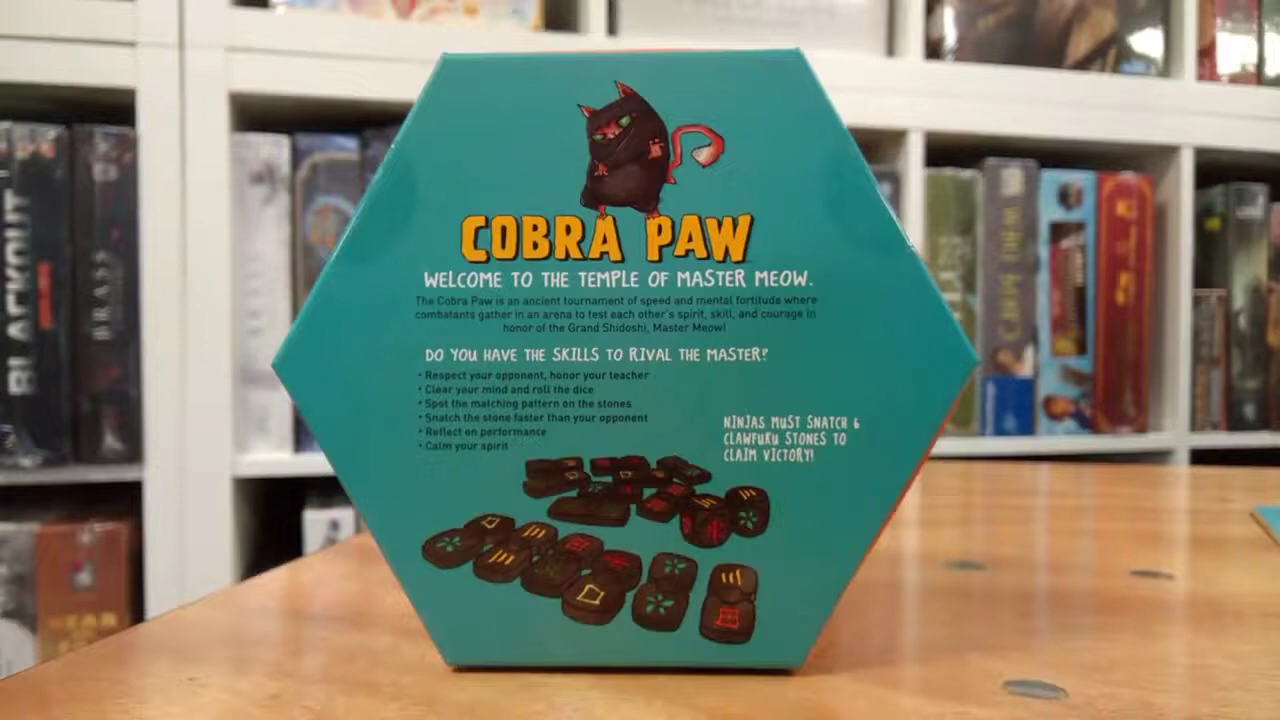 COBRA PAW
WELCOME TO THE TEMPLE OF MASTER MEOW.
The Cobra Paw is an ancient tournament of speed and mental fortitude where
combatants gather in an arena to test each other's spirit, skill, and courage in
honor of the Grand Shidoshi, Master Meow!
DO YOU HAVE THE SKILLS TO RIVAL THE MASTER?
• Respect your opponent, honor your teacher
• Clear your mind and roll the dice
• Spot the matching pattern on the stones
• Snatch the stone faster than your opponent
• Reflect on performance
• Calm your spirit
NINJAS MUST SNATCH 6
CLAWFUKU STONES TO
CLAIM VICTORY!
BLACKOUT
BRASS